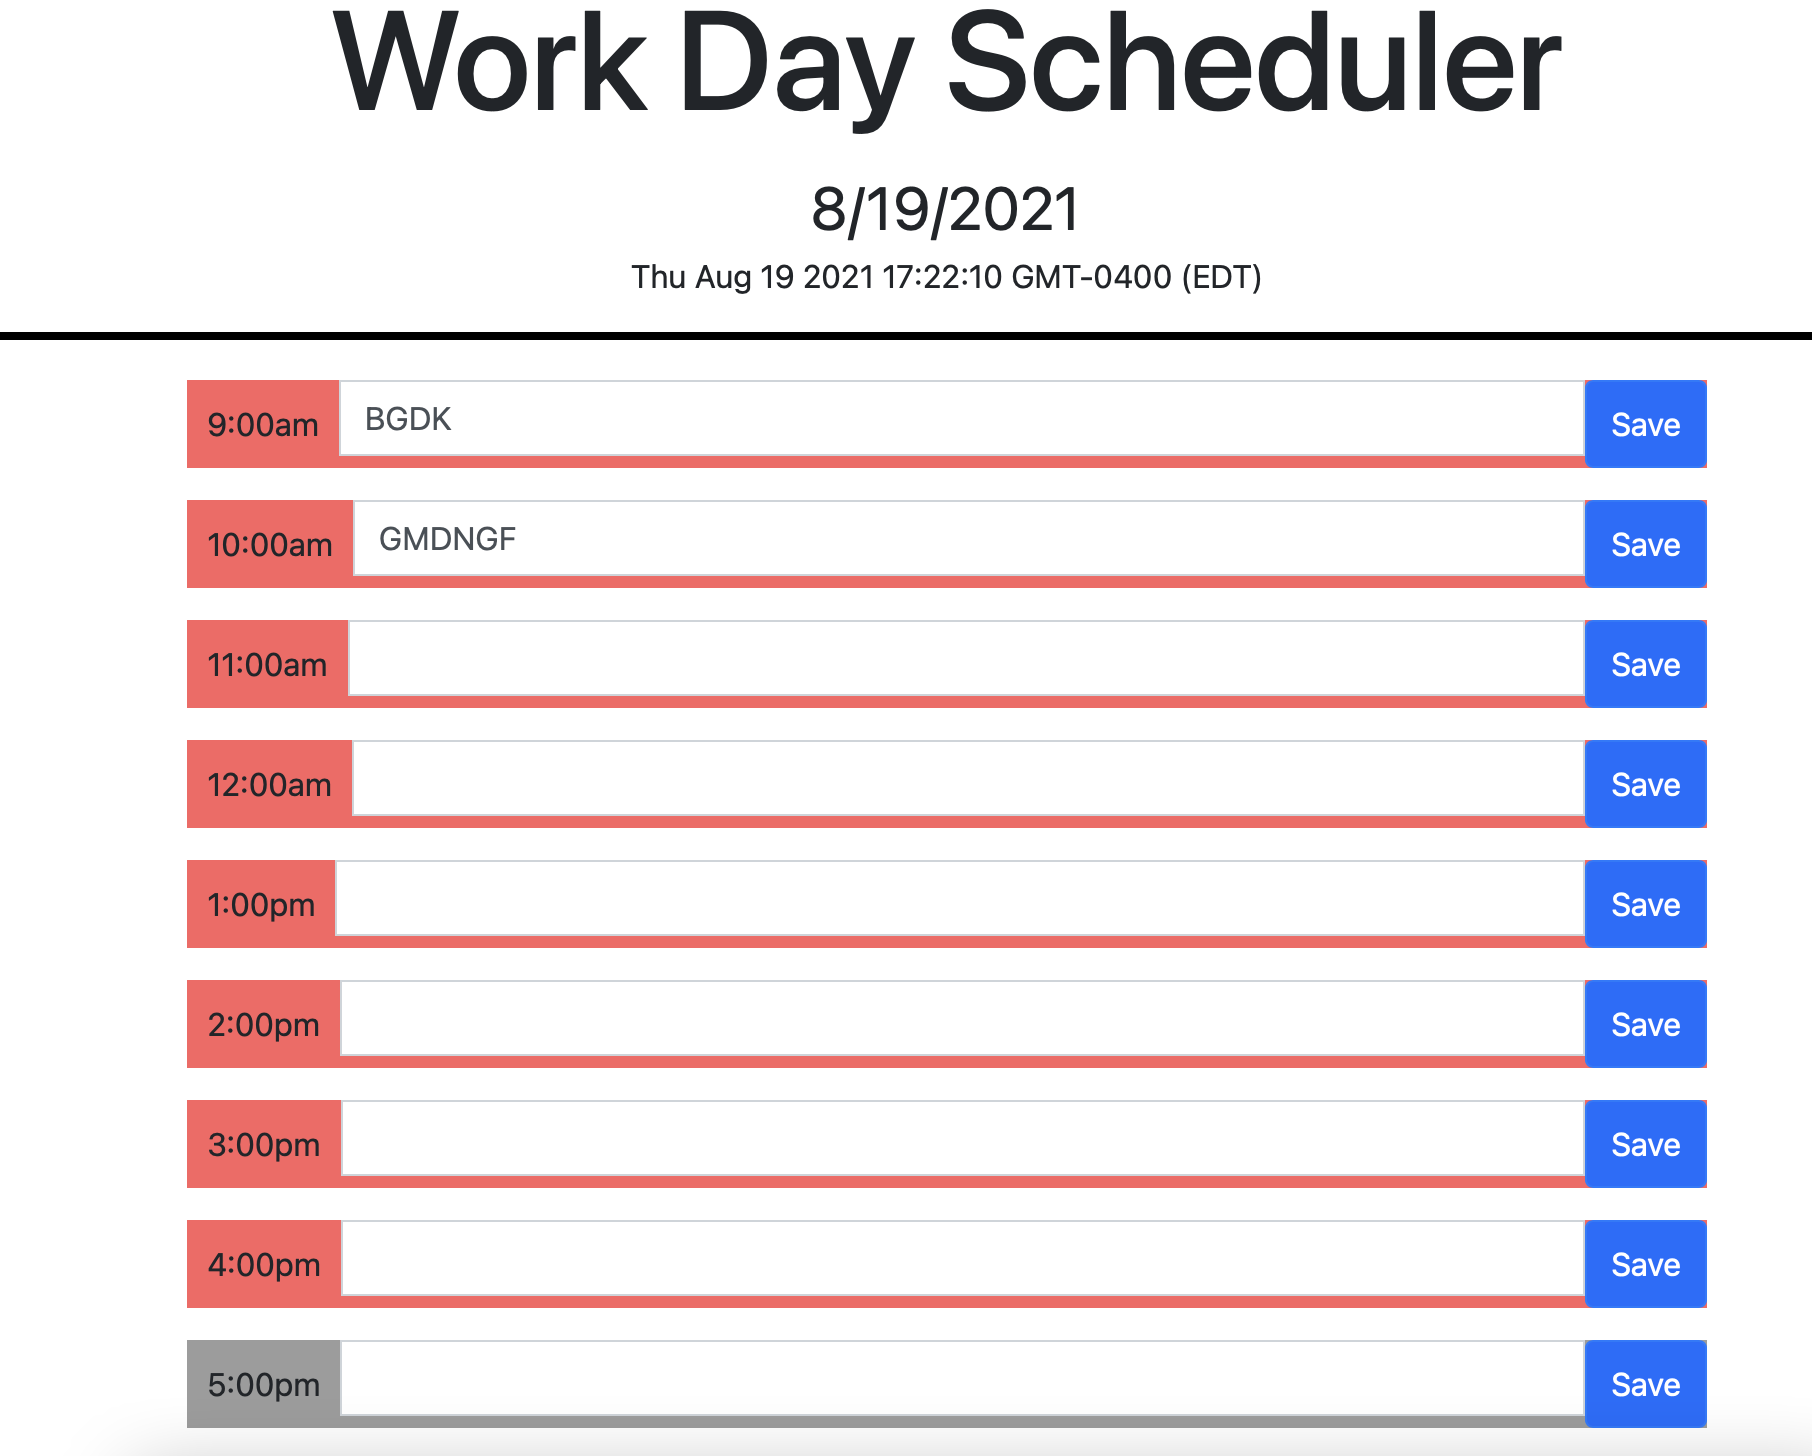 Work Day Scheduler
8/19/2021
Thu Aug 19 2021 17:22:10 GMT-0400 (EDT)
9:00am BGDK Save
10:00am GMDNGF Save
11:00am Save
12:00am Save
1:00pm Save
2:00pm Save
3:00pm Save
4:00pm Save
5:00pm Save